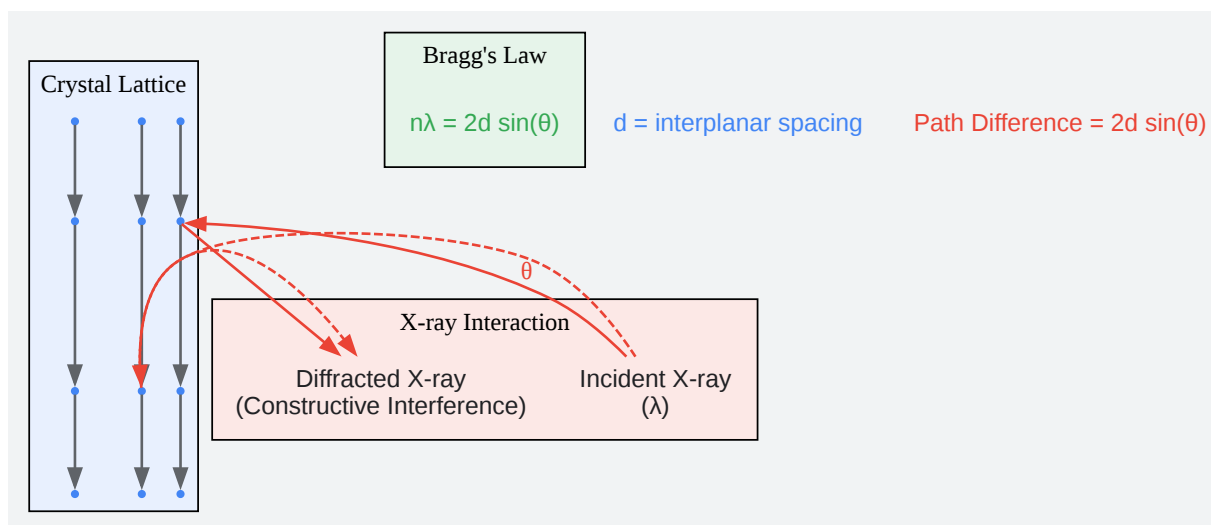 Bragg's Law
Crystal Lattice
nλ = 2d sin(θ)
d = interplanar spacing
Path Difference = 2d sin(θ)
θ
X-ray Interaction
Diffracted X-ray
(Constructive Interference)
Incident X-ray
(λ)